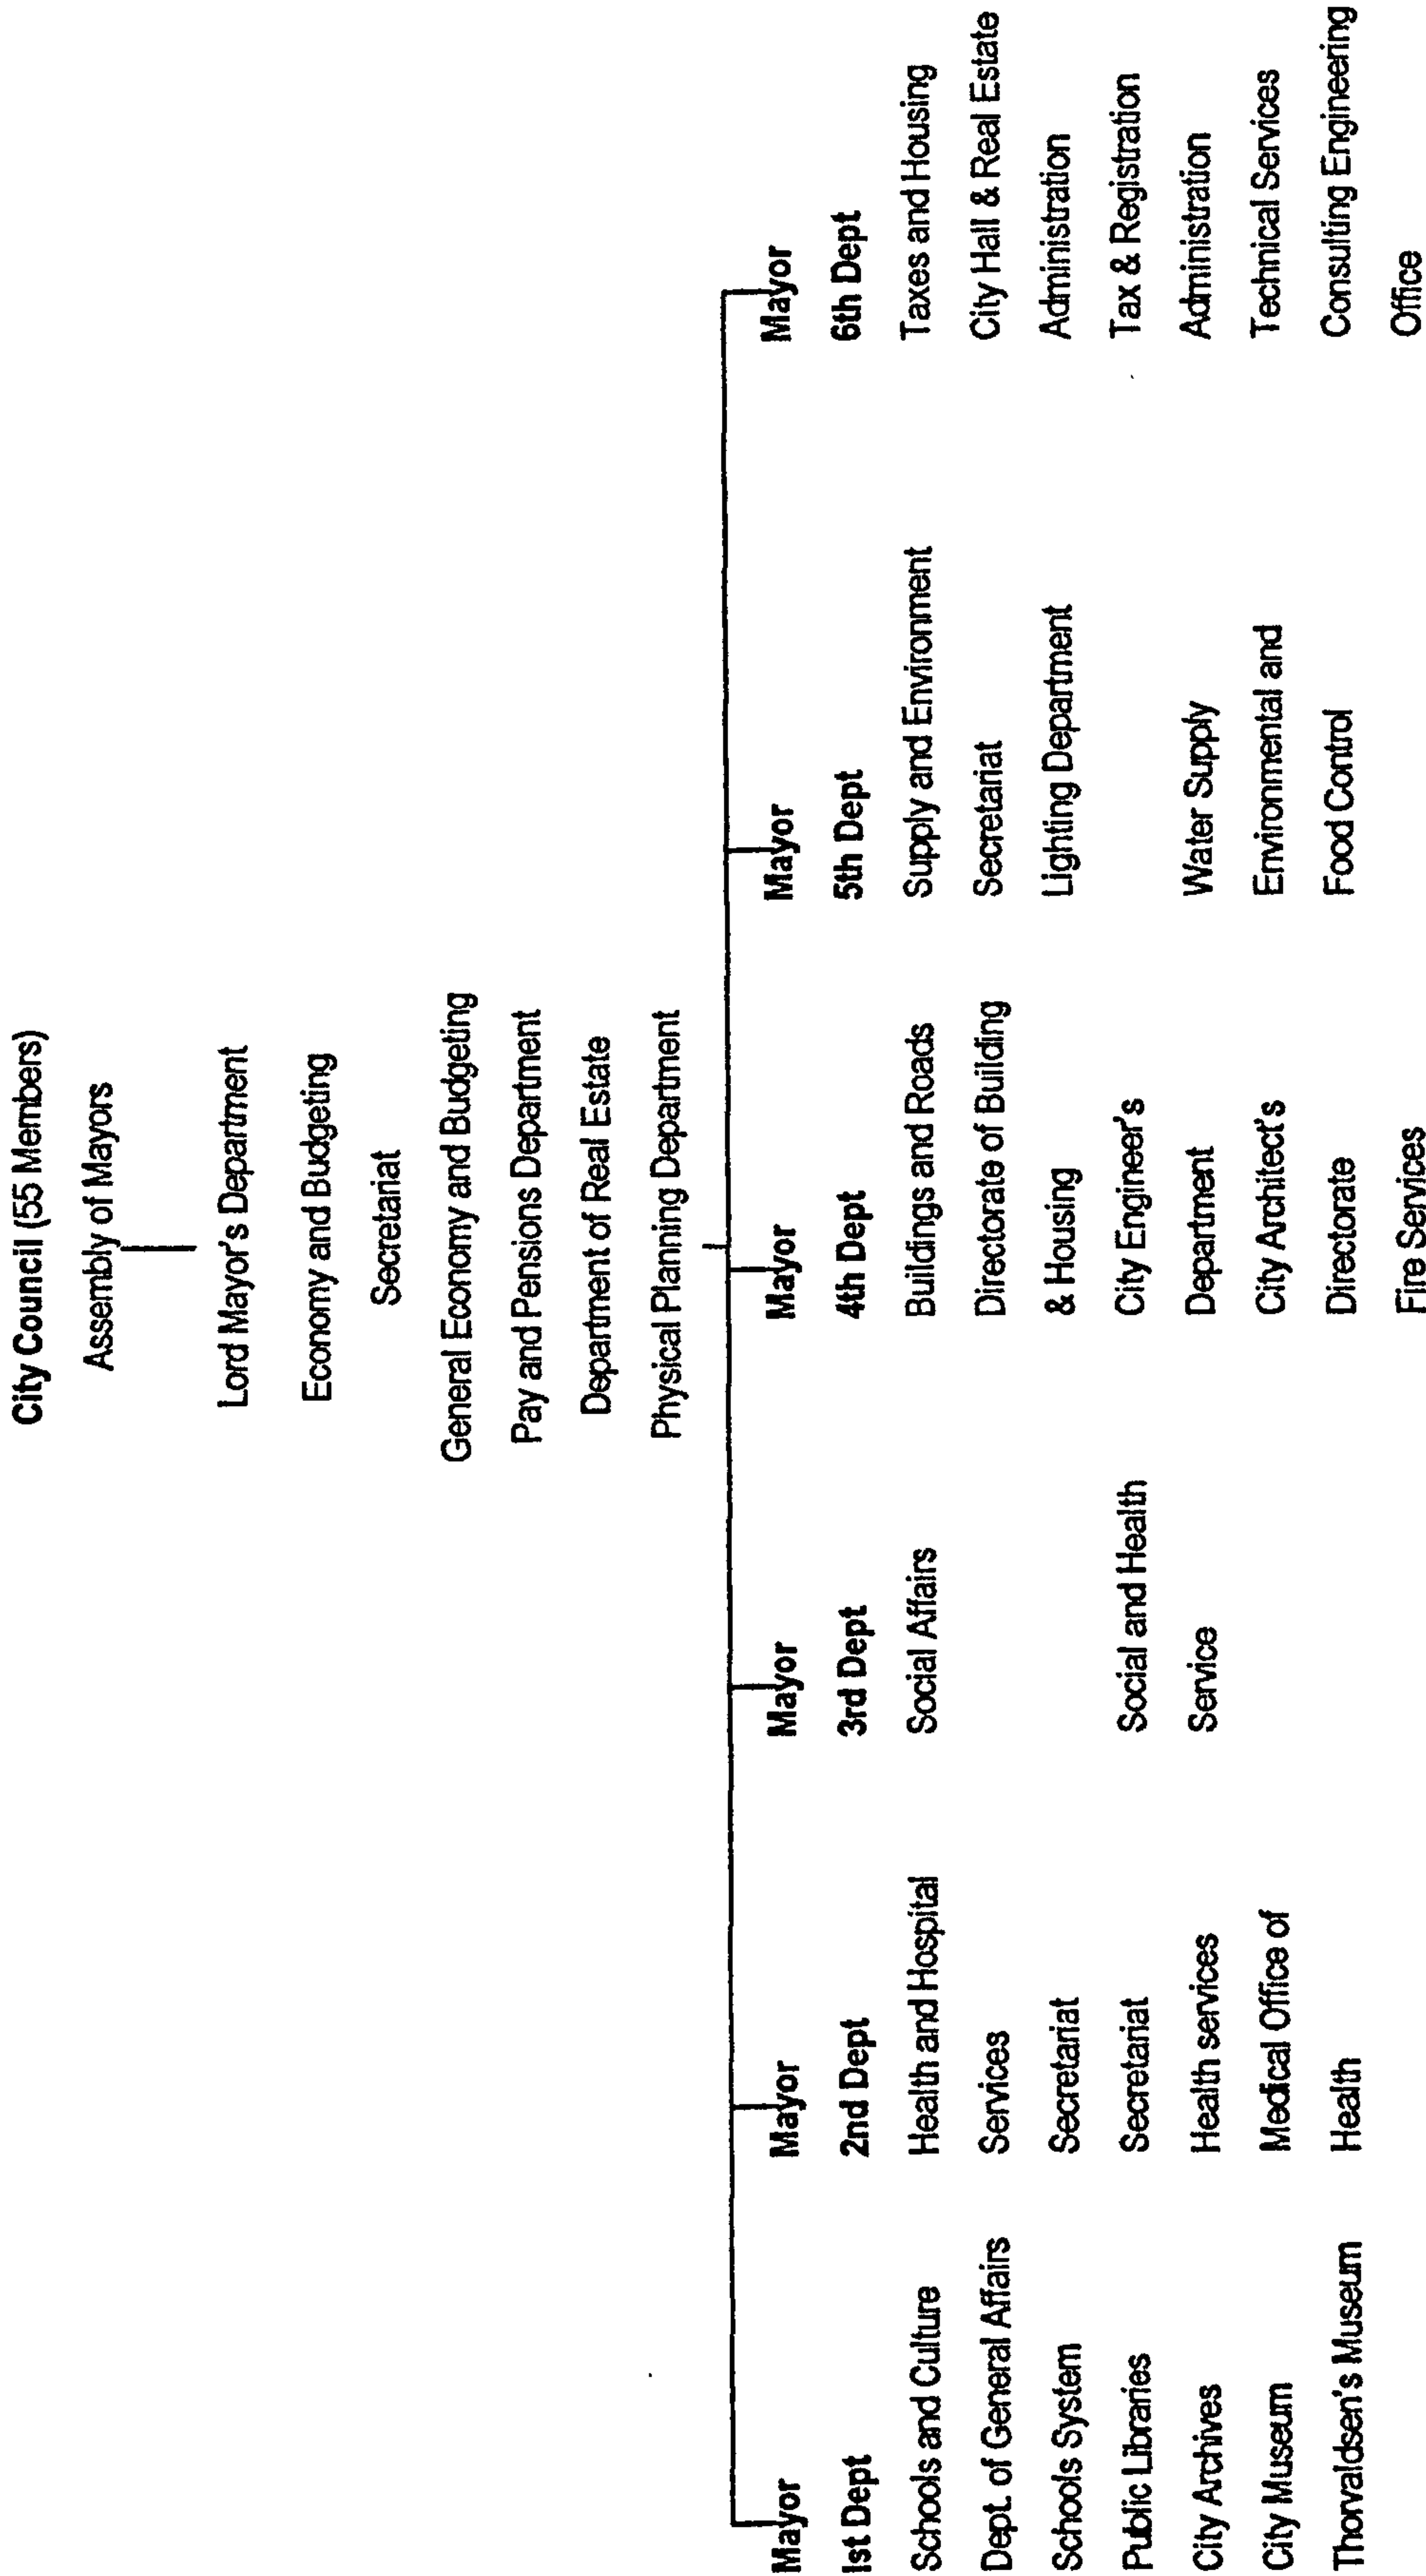 City Council (55 Members)
Assembly of Mayors
Lord Mayor's Department
Economy and Budgeting
Secretariat
General Economy and Budgeting
Pay and Pensions Department
Department of Real Estate
Physical Planning Department
Mayor
Ist Dept
Schools and Culture
Dept. of General Affairs
Schools System
Public Libraries
City Archives
City Museum
Thorvaldsen's Museum
Mayor
2nd Dept
Health and Hospital
Services
Secretariat
Secretariat
Health services
Medical Office of
Health
Mayor
3rd Dept
Social Affairs
Social and Health
Service
Mayor
4th Dept
Buildings and Roads
Directorate of Building
& Housing
City Engineer's
Department
City Architect's
Directorate
Fire Services
Mayor
5th Dept
Supply and Environment
Secretariat
Lighting Department
Water Supply
Environmental and
Food Control
Mayor
6th Dept
Taxes and Housing
City Hall & Real Estate
Administration
Tax & Registration
Administration
Technical Services
Consulting Engineering
Office